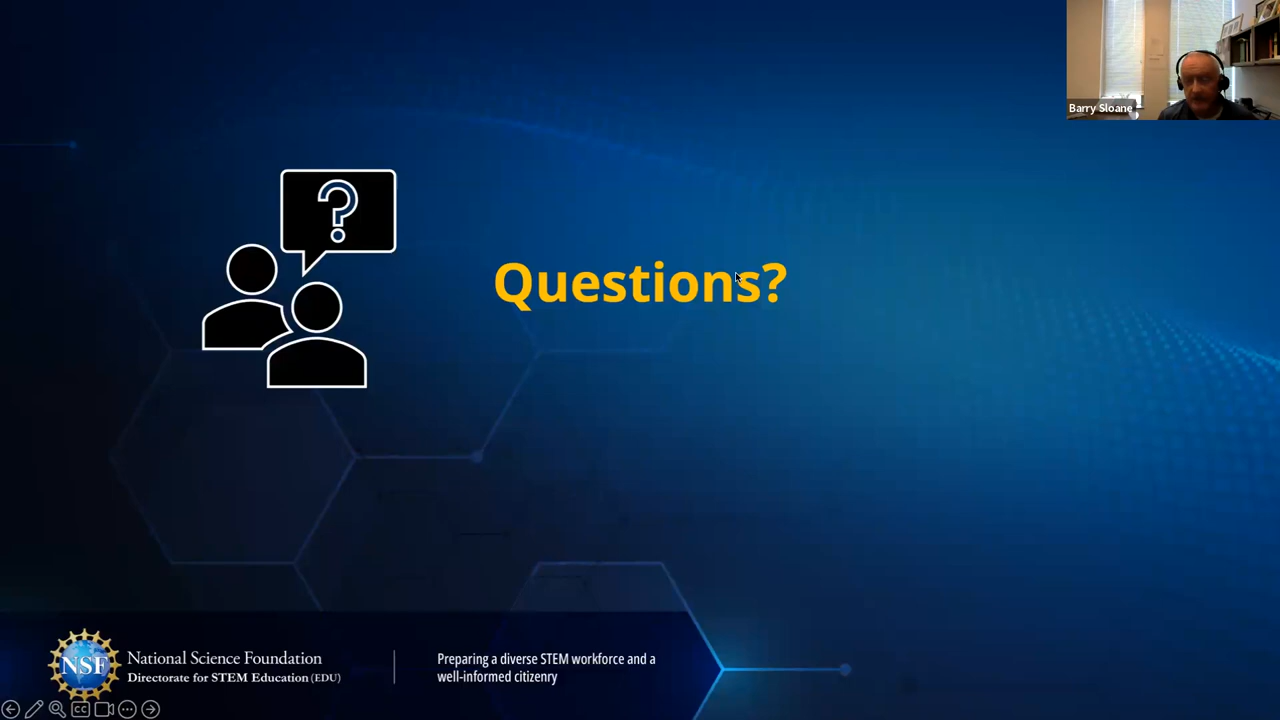 Barry Sloane
?
Questions?
NSF
National Science Foundation
Directorate for STEM Education (EDU)
Preparing a diverse STEM workforce and a
well-informed citizenry
CC